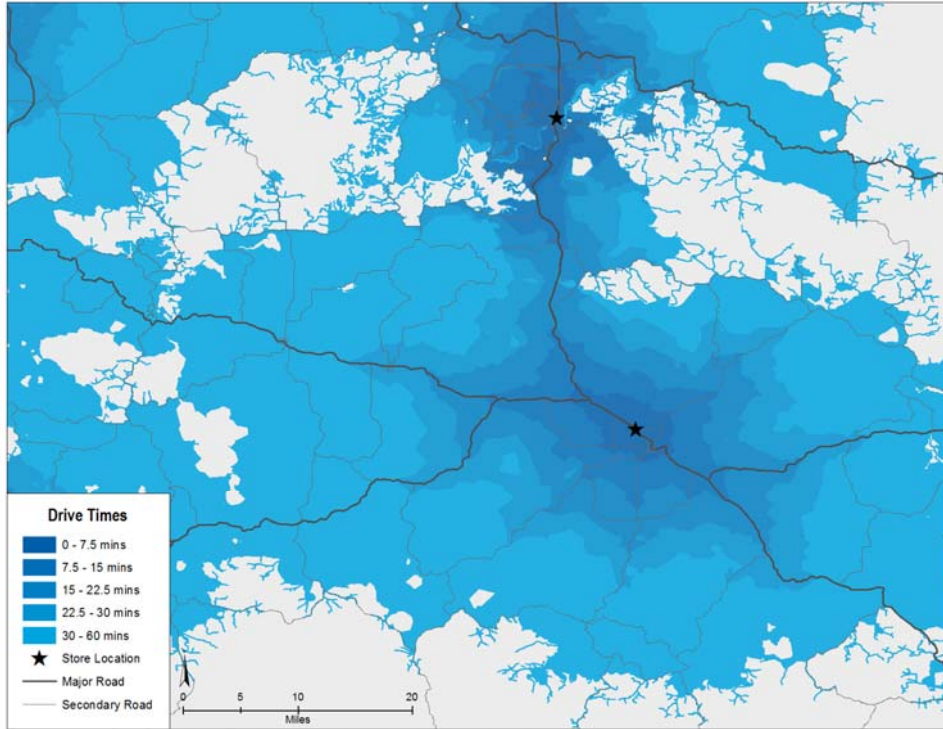 Drive Times
0 - 7.5 mins
7.5 - 15 mins
15 - 22.5 mins
22.5 - 30 mins
30 - 60 mins
Store Location
Major Road
Secondary Road
0 5 10 20
Miles